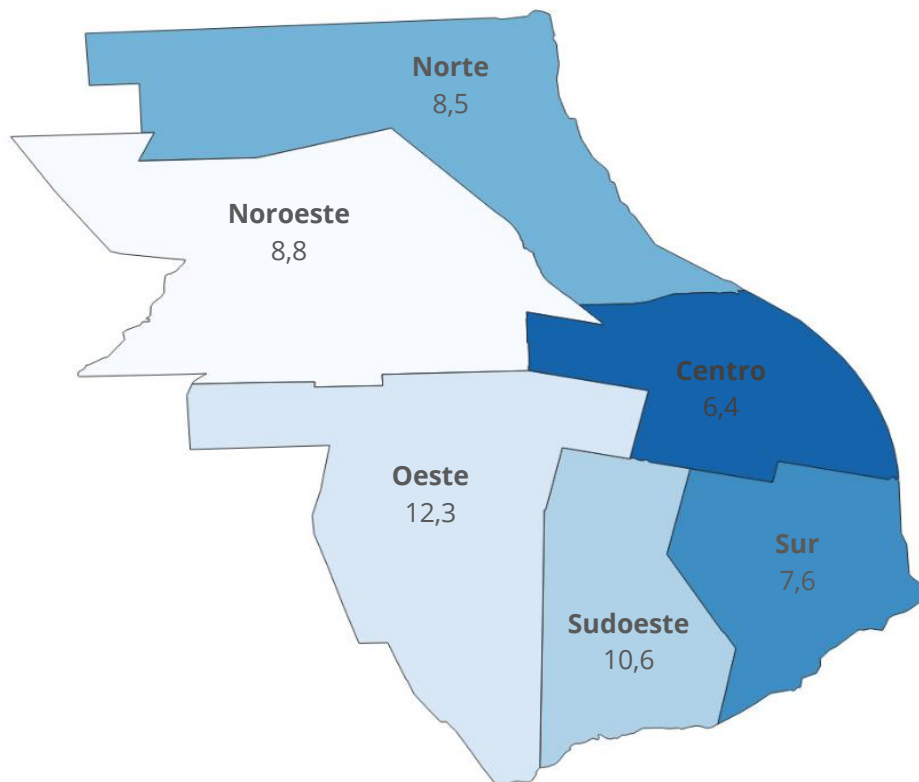 Norte
8,5
Noroeste
8,8
Centro
6,4
Oeste
12,3
Sur
7,6
Sudoeste
10,6